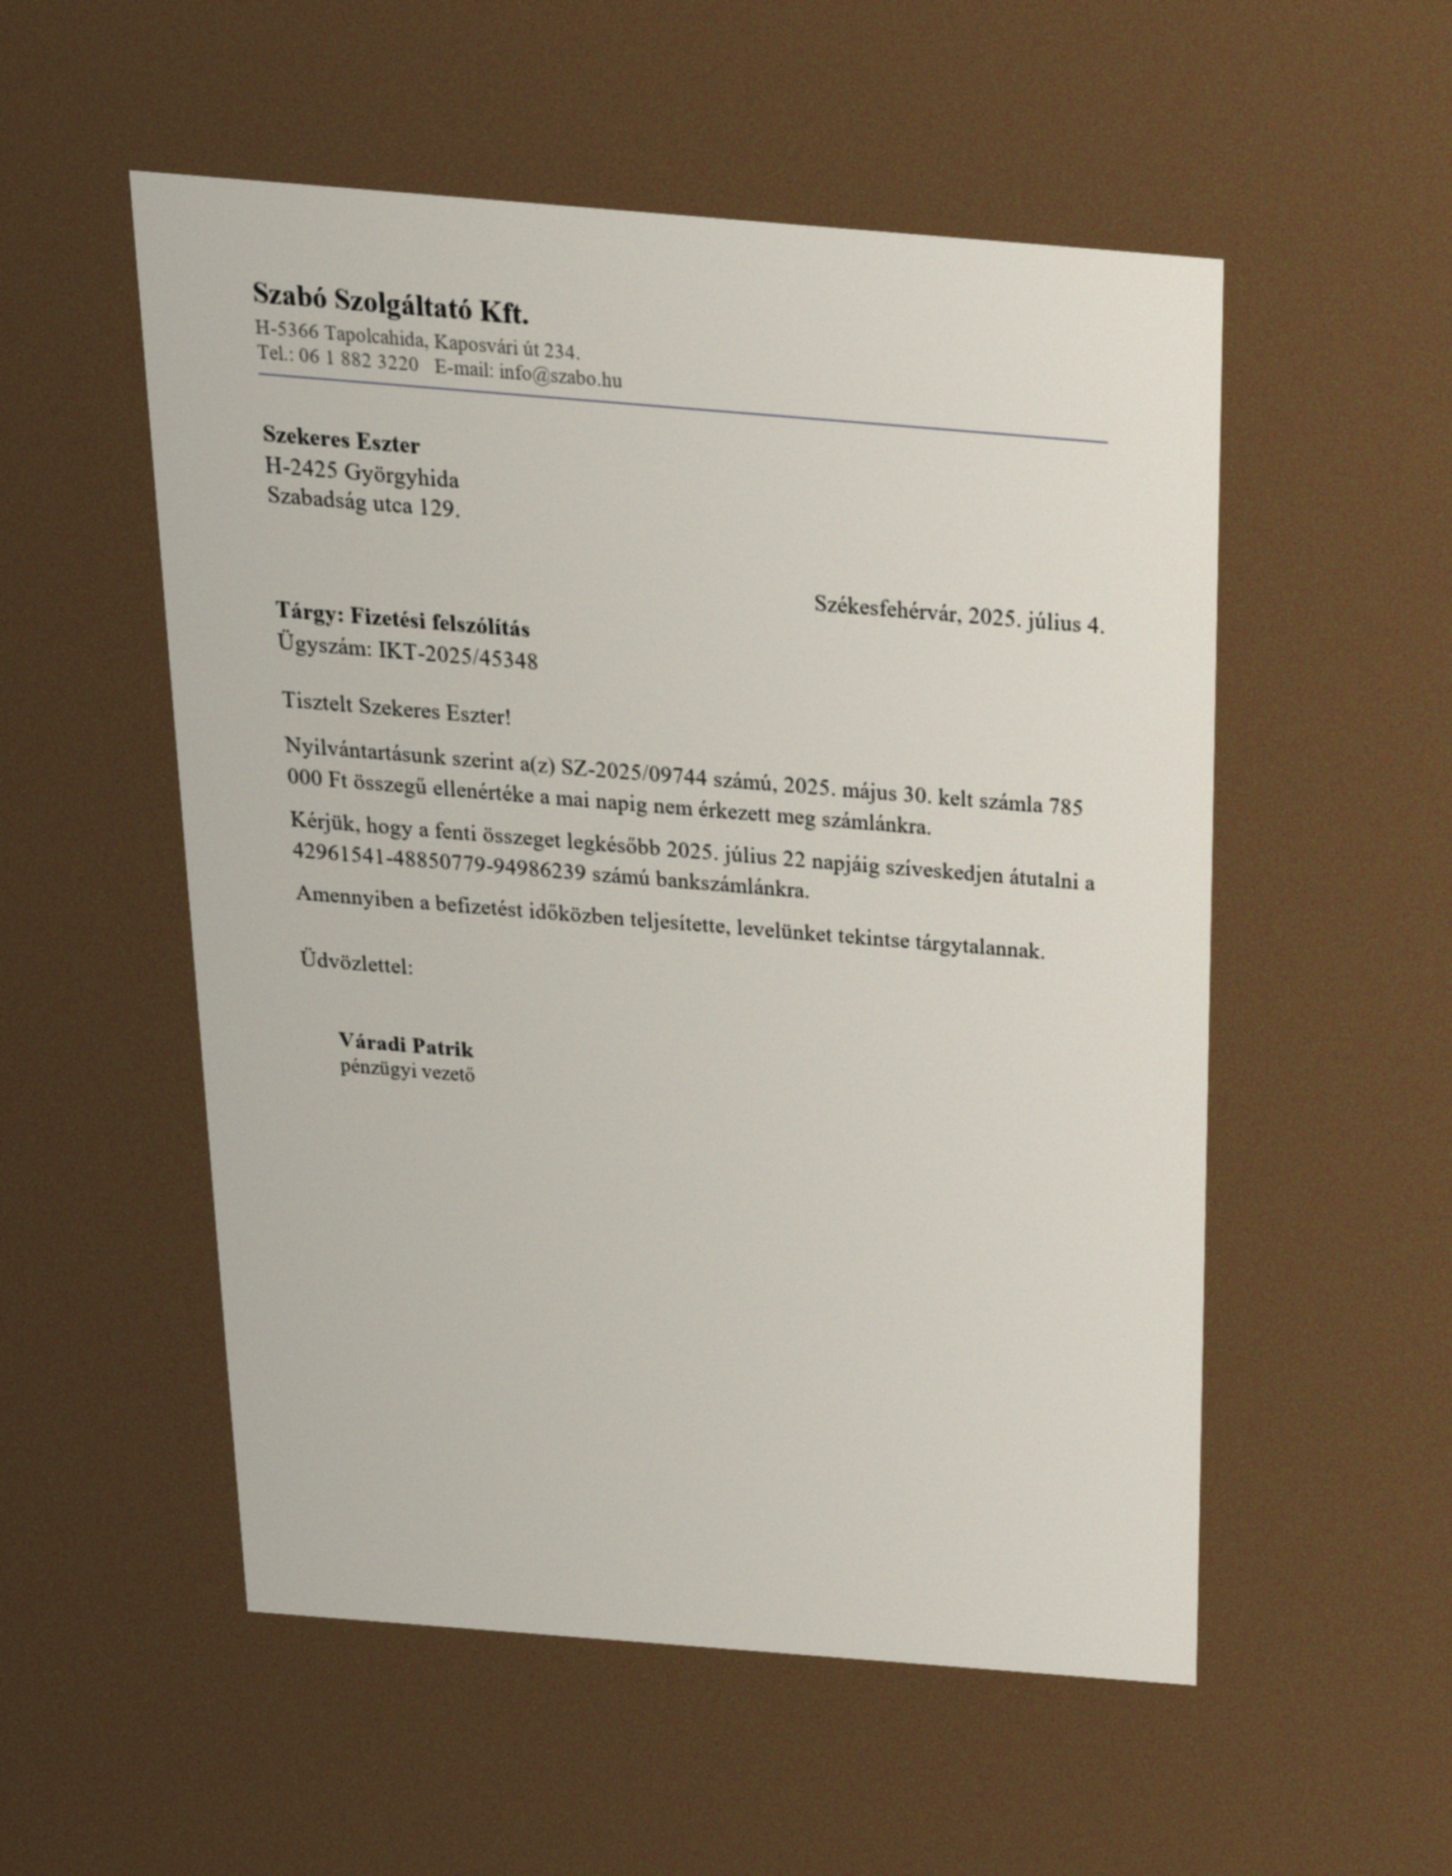 Szabó Szolgáltató Kft.
H-5366 Tapolcahida, Kaposvári út 234.
Tel.: 06 1 882 3220 E-mail: info@szabo.hu
Szekeres Eszter
H-2425 Györgyhida
Szabadság utca 129.
Székesfehérvár, 2025. július 4.
Tárgy: Fizetési felszólítás
Ügyszám: IKT-2025/45348
Tisztelt Szekeres Eszter!
Nyilvántartásunk szerint a(z) SZ-2025/09744 számú, 2025. május 30. kelt számla 785
000 Ft összegű ellenértéke a mai napig nem érkezett meg számlánkra.
Kérjük, hogy a fenti összeget legkésőbb 2025. július 22 napjáig szíveskedjen átutalni a
42961541-48850779-94986239 számú bankszámlánkra.
Amennyiben a befizetést időközben teljesítette, levelünket tekintse tárgytalannak.
Üdvözlettel:
Váradi Patrik
pénzügyi vezető